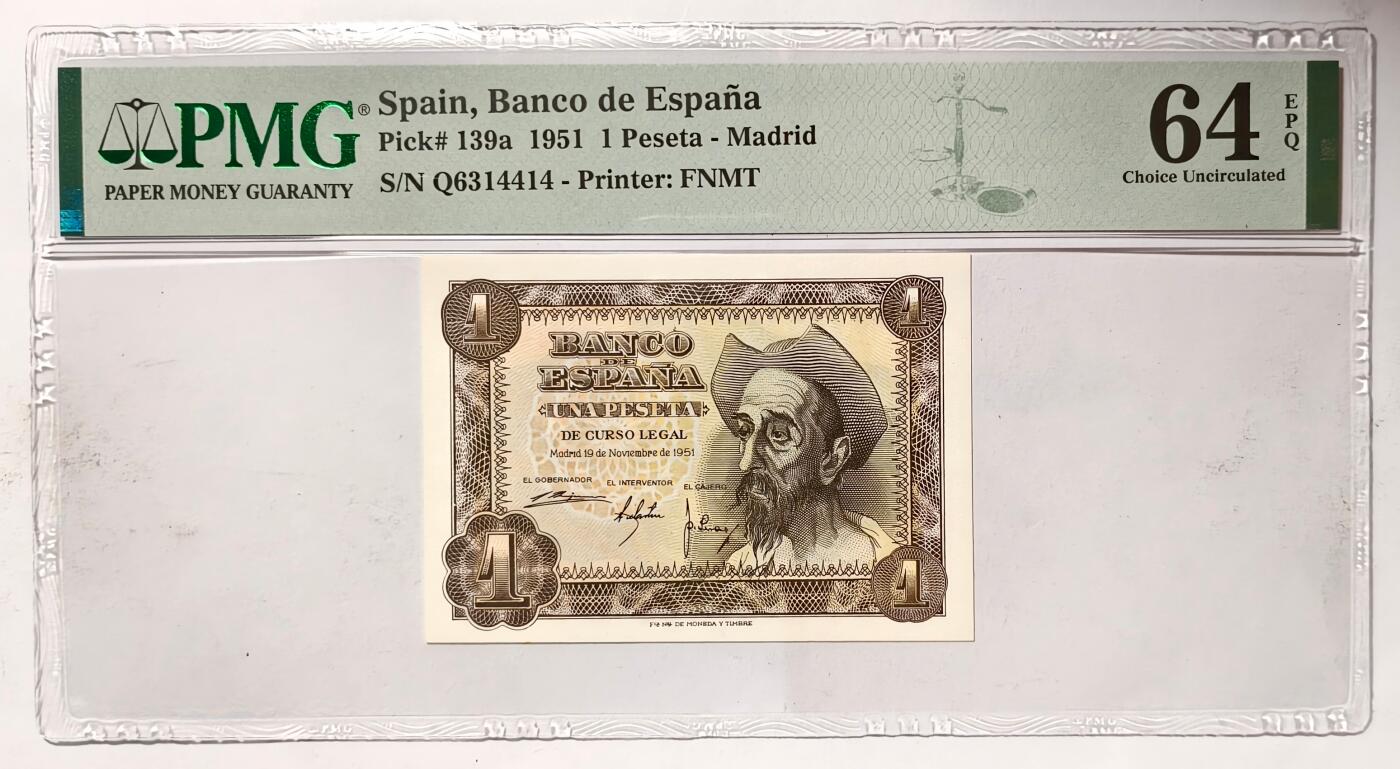 PMG®
PAPER MONEY GUARANTY
Spain, Banco de España
Pick# 139a 1951 1 Peseta - Madrid
S/N Q6314414 - Printer: FNMT
64
EPQ
Choice Uncirculated
1
1
BANCO
DE
ESPAÑA
UNA PESETA
DE CURSO LEGAL
Madrid 19 de Noviembre de 1951
EL GOBERNADOR EL INTERVENTOR EL CAJERO
1
1
DE MONEDA Y TIMBRE
PMG
PMG